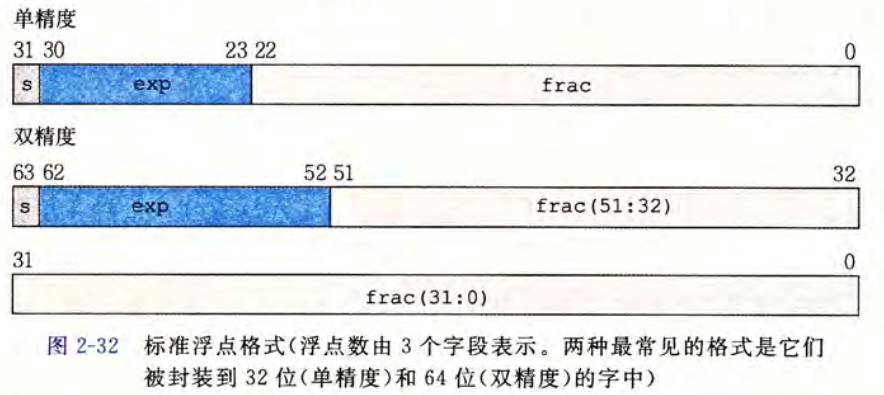 单精度
31 30 23 22 0
s exp frac
双精度
63 62 52 51 32
s exp frac(51:32)
31 0
frac(31:0)
图 2-32 标准浮点格式(浮点数由 3 个字段表示。两种最常见的格式是它们
被封装到 32 位(单精度)和 64 位(双精度)的字中)